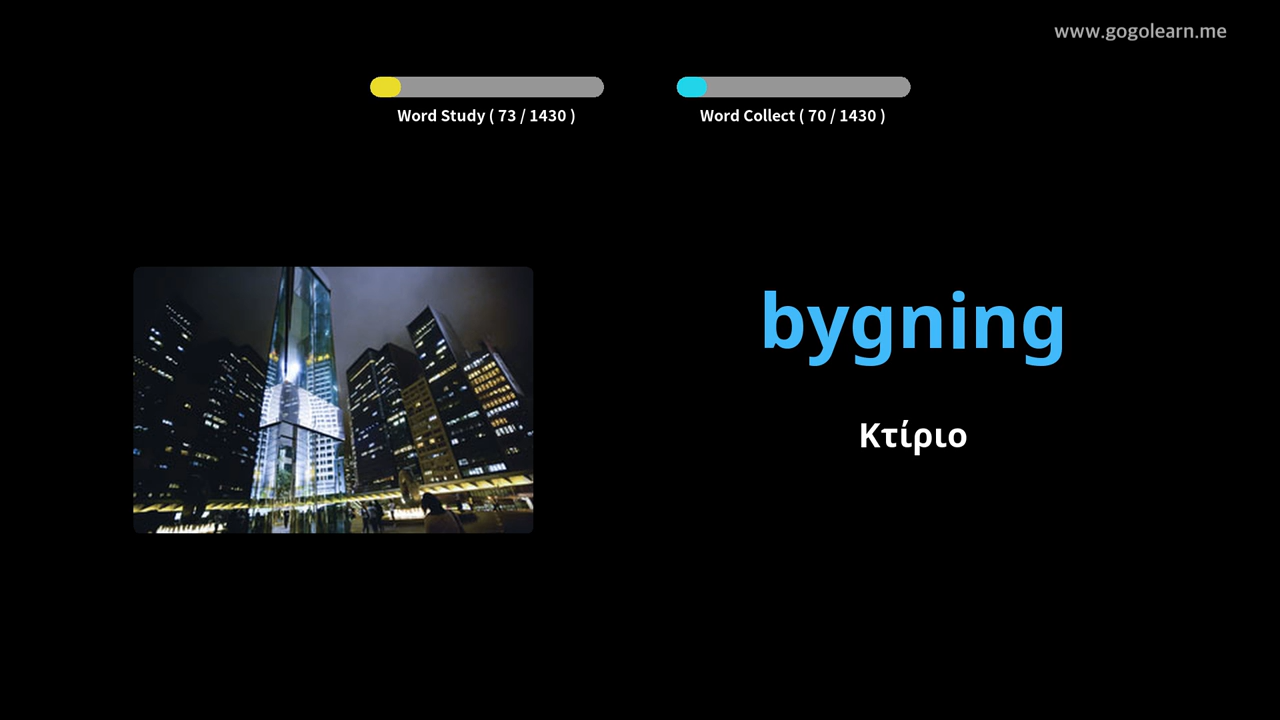 www.gogolearn.me
Word Study ( 73 / 1430 )
Word Collect ( 70 / 1430 )
bygning
Κτίριο